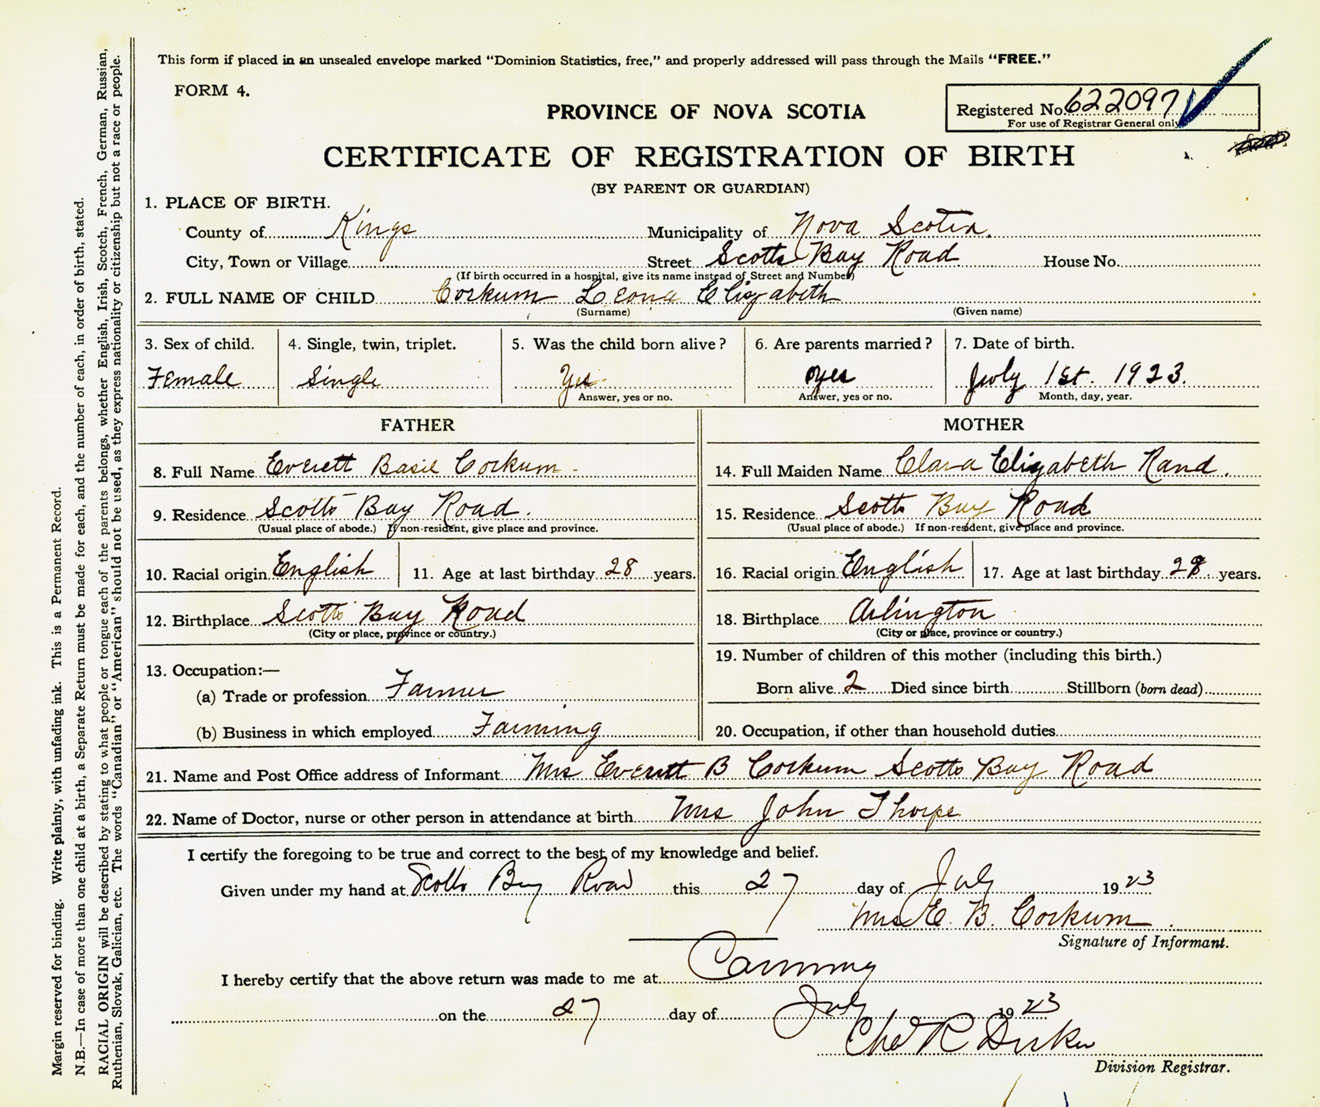 This form if placed in an unsealed envelope marked "Dominion Statistics, free," and properly addressed will pass through the Mails "FREE."
FORM 4.
PROVINCE OF NOVA SCOTIA
Registered No. 622097
For use of Registrar General only
CERTIFICATE OF REGISTRATION OF BIRTH
(BY PARENT OR GUARDIAN)
1. PLACE OF BIRTH.
County of Kings Municipality of Nova Scotia.
City, Town or Village Street Scotts Bay Road House No.
(If birth occurred in a hospital, give its name instead of Street and Number)
2. FULL NAME OF CHILD Corkum Leona Elizabeth
(Surname) (Given name)
3. Sex of child. 4. Single, twin, triplet. 5. Was the child born alive? 6. Are parents married? 7. Date of birth.
Female Single Yes yes July 1st. 1923.
Answer, yes or no. Answer, yes or no. Month, day, year.
FATHER MOTHER
8. Full Name Everett Basil Corkum 14. Full Maiden Name Clara Elizabeth Rand.
9. Residence Scotts Bay Road. 15. Residence Scotts Bay Road
(Usual place of abode.) If non-resident, give place and province. (Usual place of abode.) If non-resident, give place and province.
10. Racial origin English 11. Age at last birthday 28 years. 16. Racial origin English 17. Age at last birthday years.
12. Birthplace Scotts Bay Road 18. Birthplace Arlington
(City or place, province or country.) (City or place, province or country.)
13. Occupation:— 19. Number of children of this mother (including this birth.)
(a) Trade or profession Farmer Born alive 2 Died since birth Stillborn (born dead)
(b) Business in which employed Farming 20. Occupation, if other than household duties
21. Name and Post Office address of Informant Mrs Everett B Corkum Scotts Bay Road
22. Name of Doctor, nurse or other person in attendance at birth Mrs John Thorpe
I certify the foregoing to be true and correct to the best of my knowledge and belief.
Given under my hand at Scotts Bay Road this 27 day of July 1923
Mrs E. B. Corkum
Signature of Informant.
I hereby certify that the above return was made to me at Canning
on the 27 day of July 1923
Chas R
Division Registrar.
Margin reserved for binding. Write plainly, with unfading ink. This is a Permanent Record.
N.B.—In case of more than one child at a birth, a Separate Return must be made for each, and the number of each, in order of birth, stated.
RACIAL ORIGIN will be described by stating to what people or tongue each of the parents belongs, whether English, Irish, Scotch, French, German, Russian,
Ruthenian, Slovak, Galician, etc. The words "Canadian" or "American" should not be used, as they express nationality or citizenship but not a race or people.